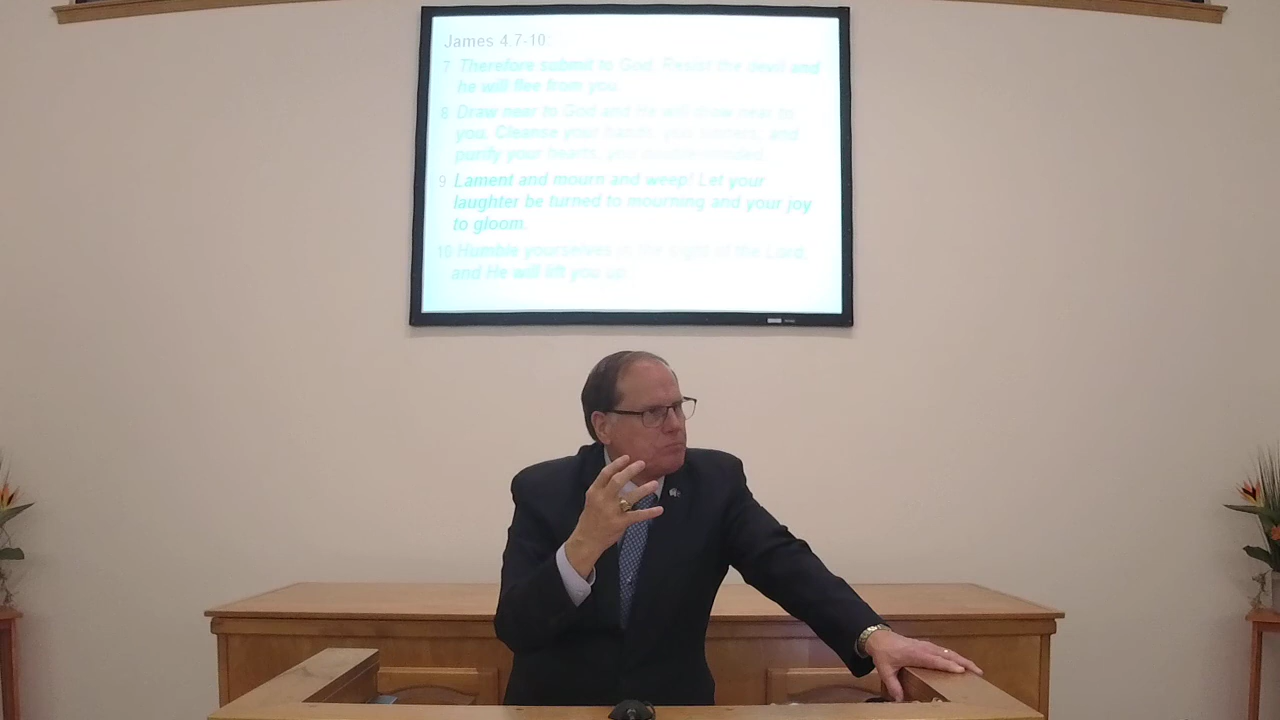 James 4.7-10:
7 Therefore submit to God. Resist the devil and
he will flee from you.
8 Draw near to God and He will draw near to
you. Cleanse your hands, you sinners, and
purify your hearts, you double-minded.
9 Lament and mourn and weep! Let your
laughter be turned to mourning and your joy
to gloom.
10 Humble yourselves in the sight of the Lord,
and He will lift you up.